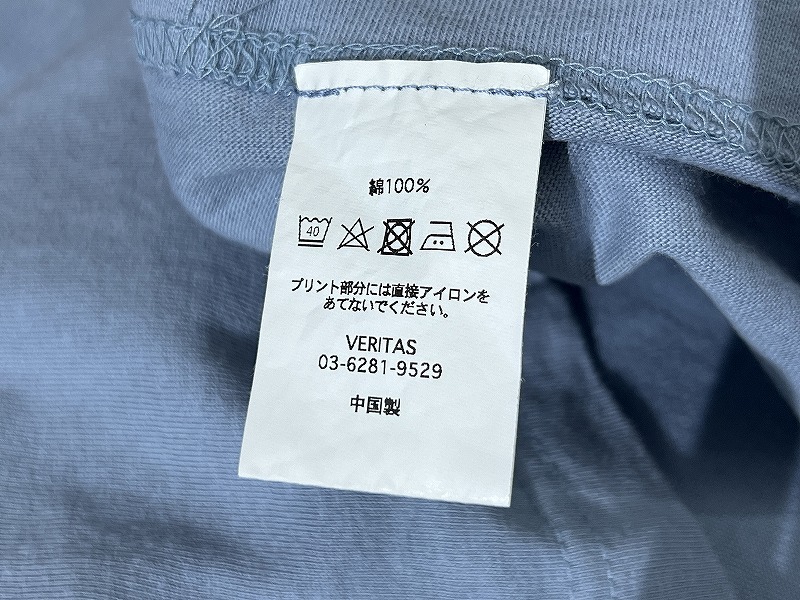 綿100%
40
プリント部分には直接アイロンを
あてないでください。
VERITAS
03-6281-9529
中国製